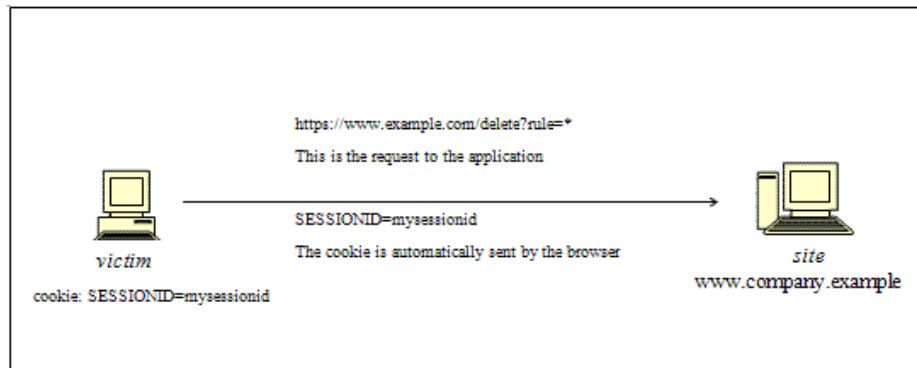 https://www.example.com/delete?rule=*
This is the request to the application
SESSIONID=mysessionid
The cookie is automatically sent by the browser
victim
cookie: SESSIONID=mysessionid
site
www.company.example